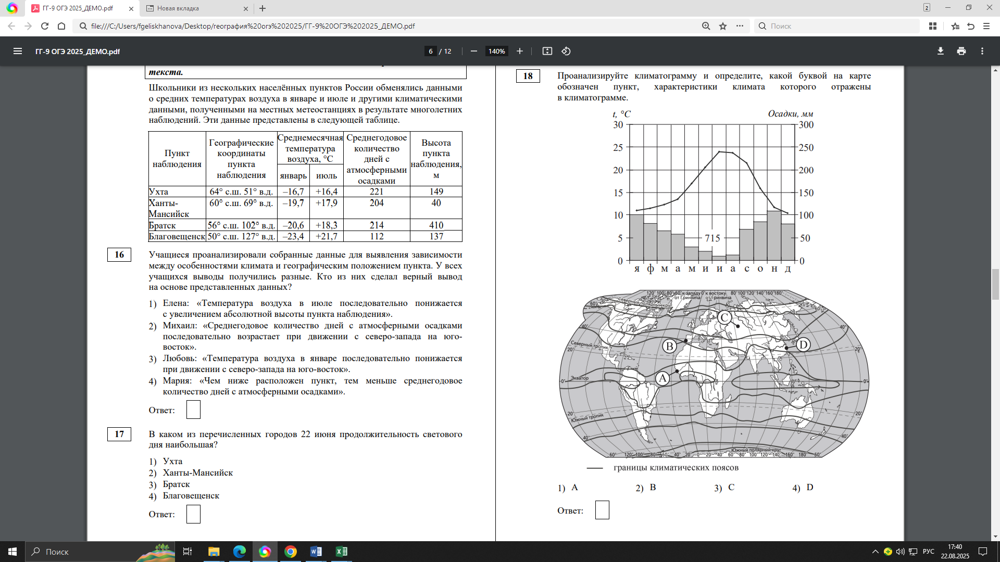 ГГ-9 ОГЭ 2025_ДЕМО.pdf
Новая вкладка
2
file:///C:/Users/fgeliskhanova/Desktop/география%20огэ%202025/ГГ-9%20ОГЭ%202025_ДЕМО.pdf
Поиск
ГГ-9 ОГЭ 2025_ДЕМО.pdf
6 / 12
140%
текста.
Школьники из нескольких населённых пунктов России обменялись данными
о средних температурах воздуха в январе и июле и другими климатическими
данными, полученными на местных метеостанциях в результате многолетних
наблюдений. Эти данные представлены в следующей таблице.
Пункт наблюдения
Географические координаты пункта наблюдения
Среднемесячная температура воздуха, °С
январь июль
Среднегодовое количество дней с атмосферными осадками
Высота пункта наблюдения, м
Ухта 64° с.ш. 51° в.д. –16,7 +16,4 221 149
Ханты-Мансийск 60° с.ш. 69° в.д. –19,7 +17,9 204 40
Братск 56° с.ш. 102° в.д. –20,6 +18,3 214 410
Благовещенск 50° с.ш. 127° в.д. –23,4 +21,7 112 137
16
Учащиеся проанализировали собранные данные для выявления зависимости
между особенностями климата и географическим положением пункта. У всех
учащихся выводы получились разные. Кто из них сделал верный вывод
на основе представленных данных?
1) Елена: «Температура воздуха в июле последовательно понижается
с увеличением абсолютной высоты пункта наблюдения».
2) Михаил: «Среднегодовое количество дней с атмосферными осадками
последовательно возрастает при движении с северо-запада на юго-
восток».
3) Любовь: «Температура воздуха в январе последовательно понижается
при движении с северо-запада на юго-восток».
4) Мария: «Чем ниже расположен пункт, тем меньше среднегодовое
количество дней с атмосферными осадками».
Ответ:
17
В каком из перечисленных городов 22 июня продолжительность светового
дня наибольшая?
1) Ухта
2) Ханты-Мансийск
3) Братск
4) Благовещенск
Ответ:
18
Проанализируйте климатограмму и определите, какой буквой на карте
обозначен пункт, характеристики климата которого отражены
в климатограмме.
t, °C
Осадки, мм
30 300
25 250
20 200
15 150
10 100
5 715 50
0 0
я ф м а м и и а с о н д
120° 100° 80° 60° к западу 0° к востоку 80° 100° 120° 140° 160° 180°
от Гринвича от Гринвича
Северный полярный круг
60° 60°
C
40° 40°
B D
Северный тропик
20° 20°
A
Экватор
0° 0°
20° 20°
Южный тропик
40° 40°
Южный полярный круг
60° 120° 100° 80° 60° 40° 20° 0° 20° 40° 60° 80° 100° 120° 140° 160° 180° 60°
границы климатических поясов
1) A 2) B 3) C 4) D
Ответ:
Поиск
РУС
17:40
22.08.2025